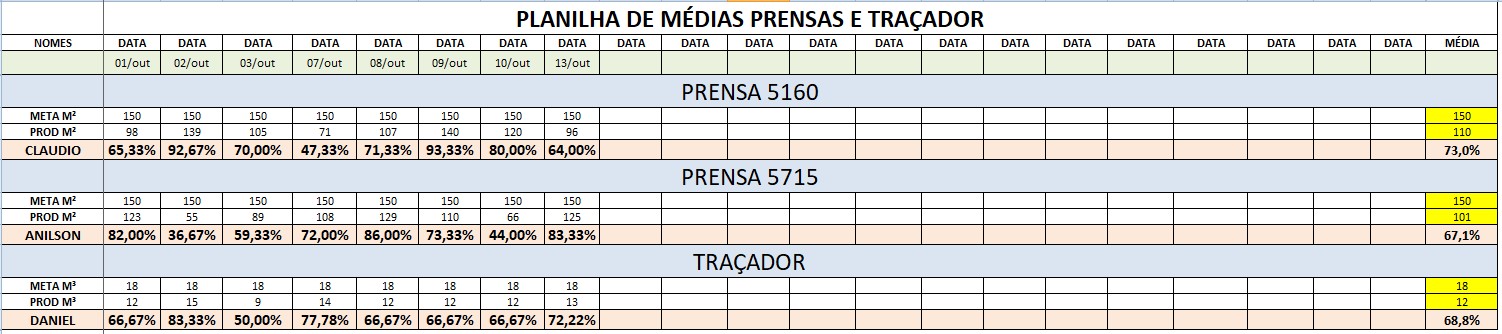 PLANILHA DE MÉDIAS PRENSAS E TRAÇADOR
NOMES DATA DATA DATA DATA DATA DATA DATA DATA DATA DATA DATA DATA DATA DATA DATA DATA DATA DATA DATA DATA DATA MÉDIA
01/out 02/out 03/out 07/out 08/out 09/out 10/out 13/out
PRENSA 5160
META M² 150 150 150 150 150 150 150 150 150
PROD M² 98 139 105 71 107 140 120 96 110
CLAUDIO 65,33% 92,67% 70,00% 47,33% 71,33% 93,33% 80,00% 64,00% 73,0%
PRENSA 5715
META M² 150 150 150 150 150 150 150 150 150
PROD M² 123 55 89 108 129 110 66 125 101
ANILSON 82,00% 36,67% 59,33% 72,00% 86,00% 73,33% 44,00% 83,33% 67,1%
TRAÇADOR
META M³ 18 18 18 18 18 18 18 18 18
PROD M³ 12 15 9 14 12 12 12 13 12
DANIEL 66,67% 83,33% 50,00% 77,78% 66,67% 66,67% 66,67% 72,22% 68,8%